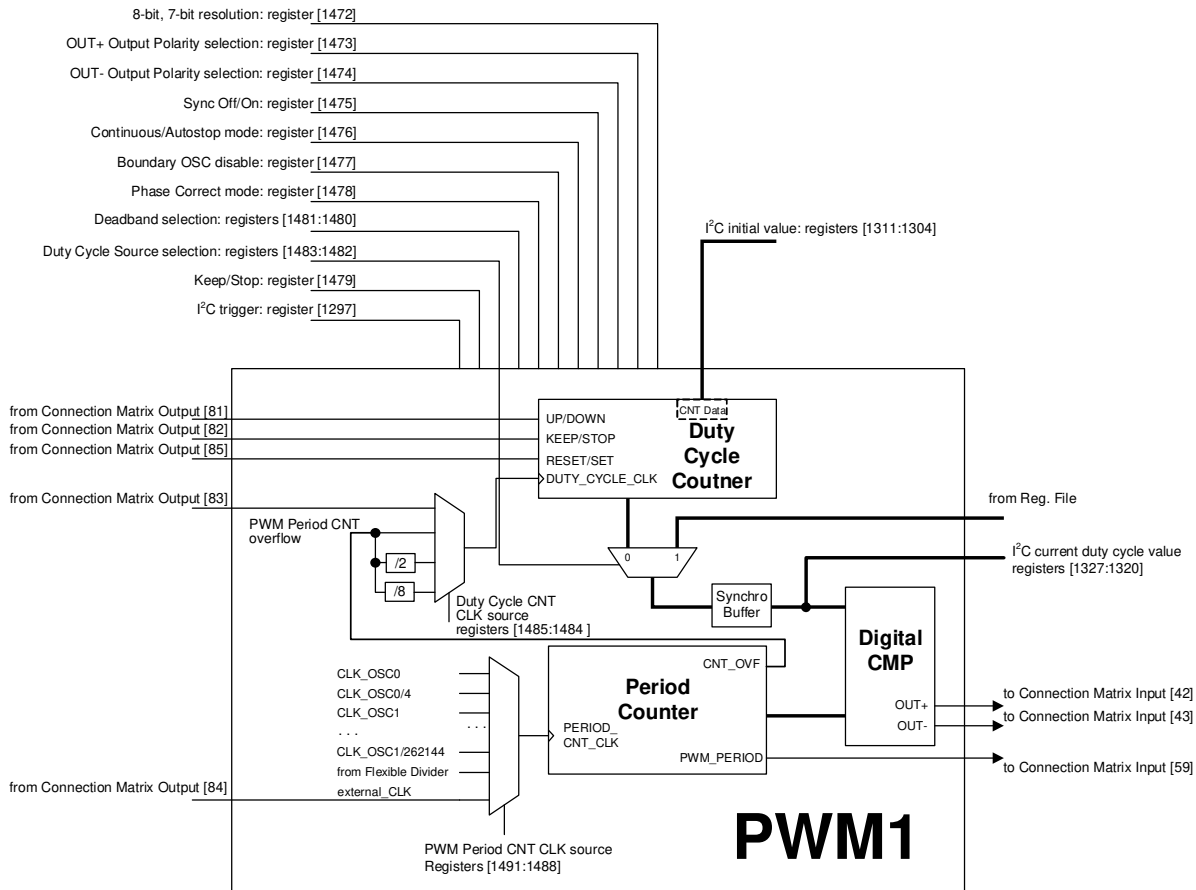 8-bit, 7-bit resolution: register [1472]
OUT+ Output Polarity selection: register [1473]
OUT- Output Polarity selection: register [1474]
Sync Off/On: register [1475]
Continuous/Autostop mode: register [1476]
Boundary OSC disable: register [1477]
Phase Correct mode: register [1478]
Deadband selection: registers [1481:1480]
Duty Cycle Source selection: registers [1483:1482]
Keep/Stop: register [1479]
I²C trigger: register [1297]
I²C initial value: registers [1311:1304]
from Connection Matrix Output [81]
from Connection Matrix Output [82]
from Connection Matrix Output [85]
from Connection Matrix Output [83]
UP/DOWN
KEEP/STOP
RESET/SET
DUTY_CYCLE_CLK
CNT Data
Duty
Cycle
Coutner
PWM Period CNT
overflow
/2
/8
Duty Cycle CNT
CLK source
registers [1485:1484 ]
0
1
from Reg. File
I²C current duty cycle value
registers [1327:1320]
Synchro
Buffer
Digital
CMP
OUT+
OUT-
to Connection Matrix Input [42]
to Connection Matrix Input [43]
to Connection Matrix Input [59]
CNT_OVF
Period
Counter
PERIOD_
CNT_CLK
PWM_PERIOD
CLK_OSC0
CLK_OSC0/4
CLK_OSC1
. . .
. . .
CLK_OSC1/262144
from Flexible Divider
external_CLK
from Connection Matrix Output [84]
PWM Period CNT CLK source
Registers [1491:1488]
PWM1